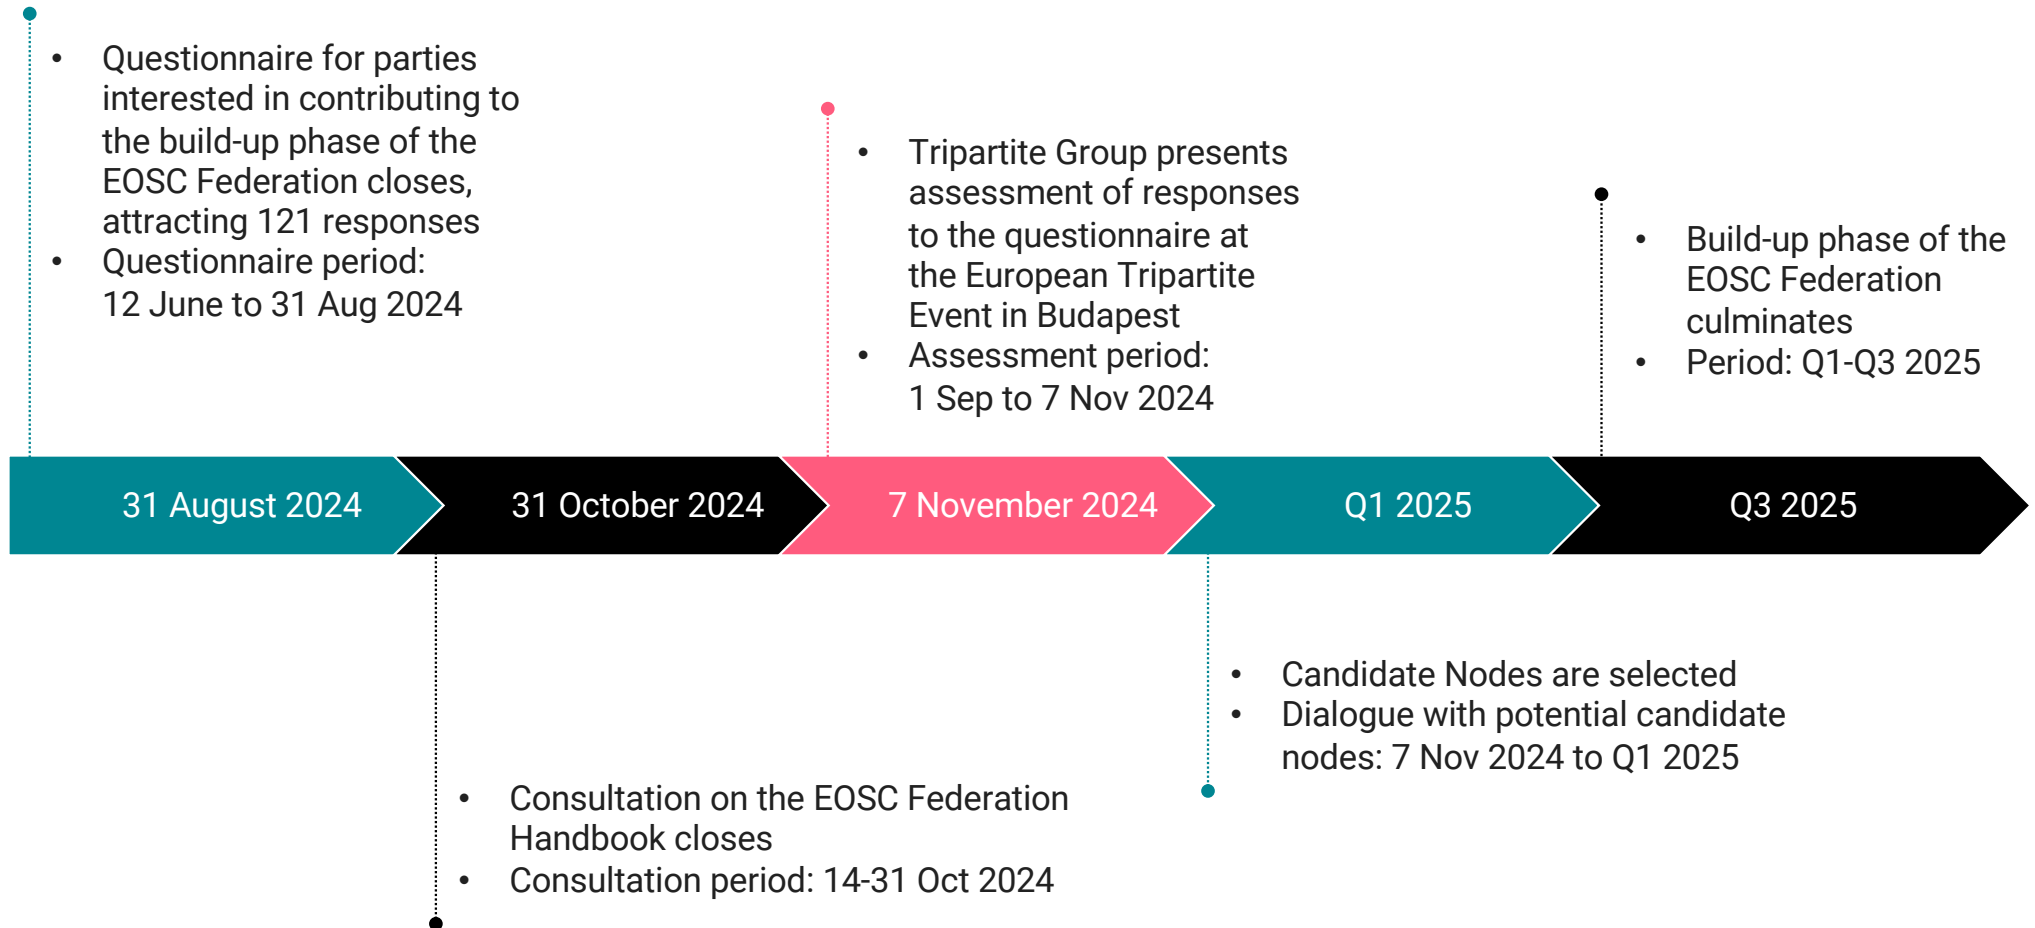 • Questionnaire for parties
interested in contributing to
the build-up phase of the
EOSC Federation closes,
attracting 121 responses
• Questionnaire period:
12 June to 31 Aug 2024
• Tripartite Group presents
assessment of responses
to the questionnaire at
the European Tripartite
Event in Budapest
• Assessment period:
1 Sep to 7 Nov 2024
• Build-up phase of the
EOSC Federation
culminates
• Period: Q1-Q3 2025
31 August 2024
31 October 2024
7 November 2024
Q1 2025
Q3 2025
• Consultation on the EOSC Federation
Handbook closes
• Consultation period: 14-31 Oct 2024
• Candidate Nodes are selected
• Dialogue with potential candidate
nodes: 7 Nov 2024 to Q1 2025